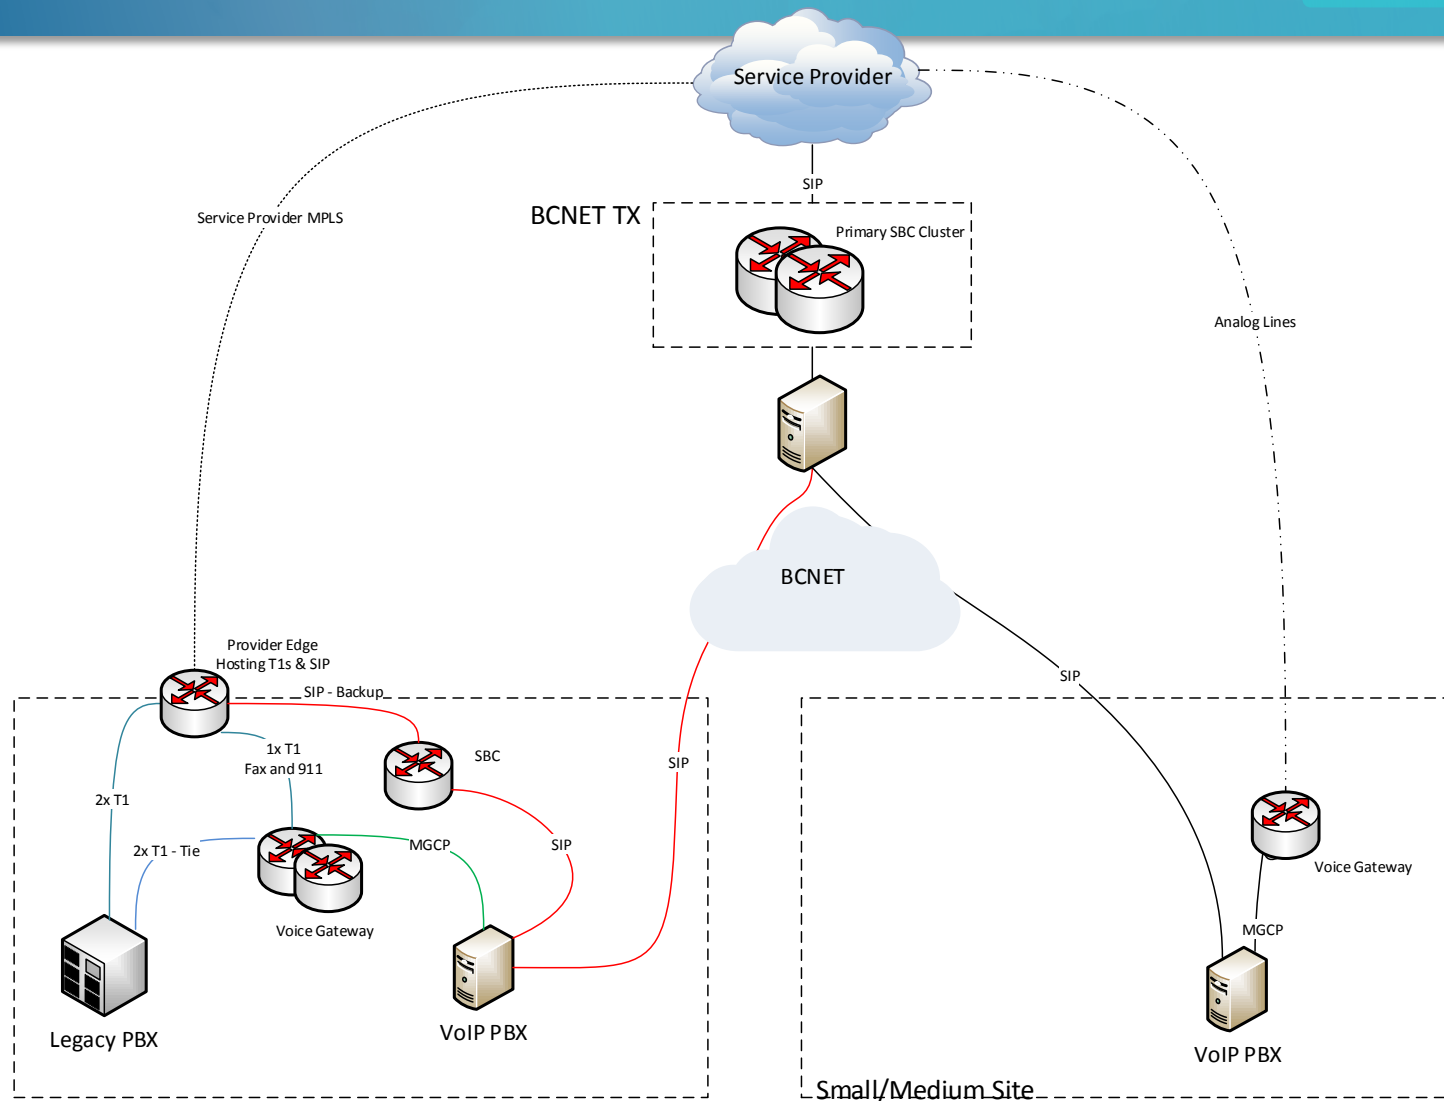 Service Provider
SIP
BCNET TX
Primary SBC Cluster
Service Provider MPLS
Analog Lines
BCNET
Provider Edge
Hosting T1s & SIP
SIP - Backup
SIP
1x T1
Fax and 911
SBC
SIP
2x T1
2x T1 - Tie
MGCP
SIP
Voice Gateway
Voice Gateway
MGCP
Legacy PBX
VoIP PBX
VoIP PBX
Small/Medium Site